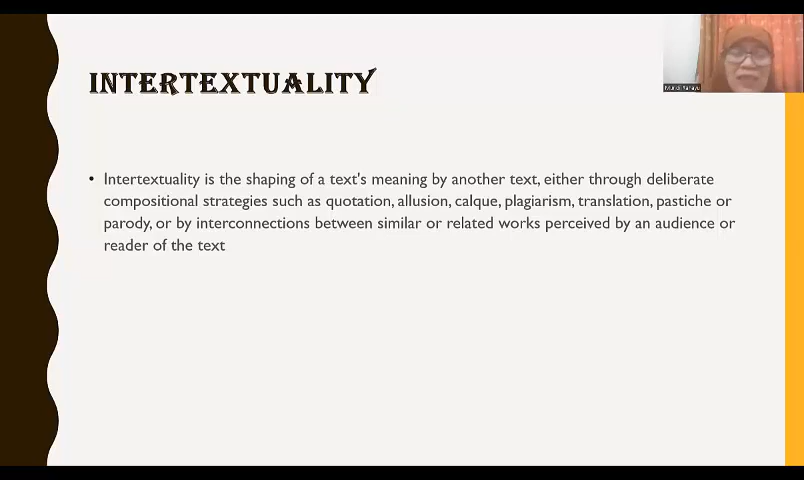 INTERTEXTUALITY
• Intertextuality is the shaping of a text's meaning by another text, either through deliberate
compositional strategies such as quotation, allusion, calque, plagiarism, translation, pastiche or
parody, or by interconnections between similar or related works perceived by an audience or
reader of the text